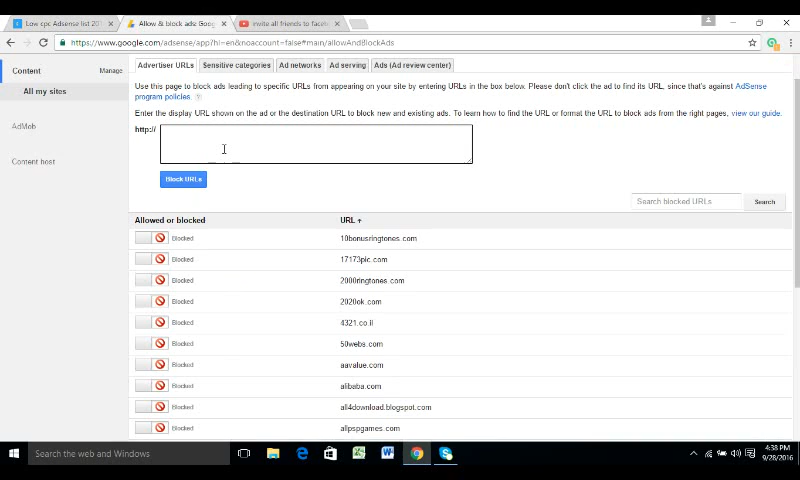 Low cpc Adsense list 201
Allow & block ads: Goog
invite all friends to facebo
https://www.google.com/adsense/app?hl=en&noaccount=false#main/allowAndBlockAds
Content
Manage
All my sites
AdMob
Content host
Advertiser URLs
Sensitive categories
Ad networks
Ad serving
Ads (Ad review center)
Use this page to block ads leading to specific URLs from appearing on your site by entering URLs in the box below. Please don't click the ad to find its URL, since that's against AdSense
program policies. ?
Enter the display URL shown on the ad or the destination URL to block new and existing ads. To learn how to find the URL or format the URL to block ads from the right pages, view our guide.
http://
Block URLs
Search blocked URLs
Search
Allowed or blocked
URL ↑
Blocked 10bonusringtones.com
Blocked 17173pic.com
Blocked 2000ringtones.com
Blocked 2020ok.com
Blocked 4321.co.il
Blocked 50webs.com
Blocked aavalue.com
Blocked alibaba.com
Blocked all4download.blogspot.com
Blocked allpspgames.com
Search the web and Windows
4:38 PM
9/28/2016